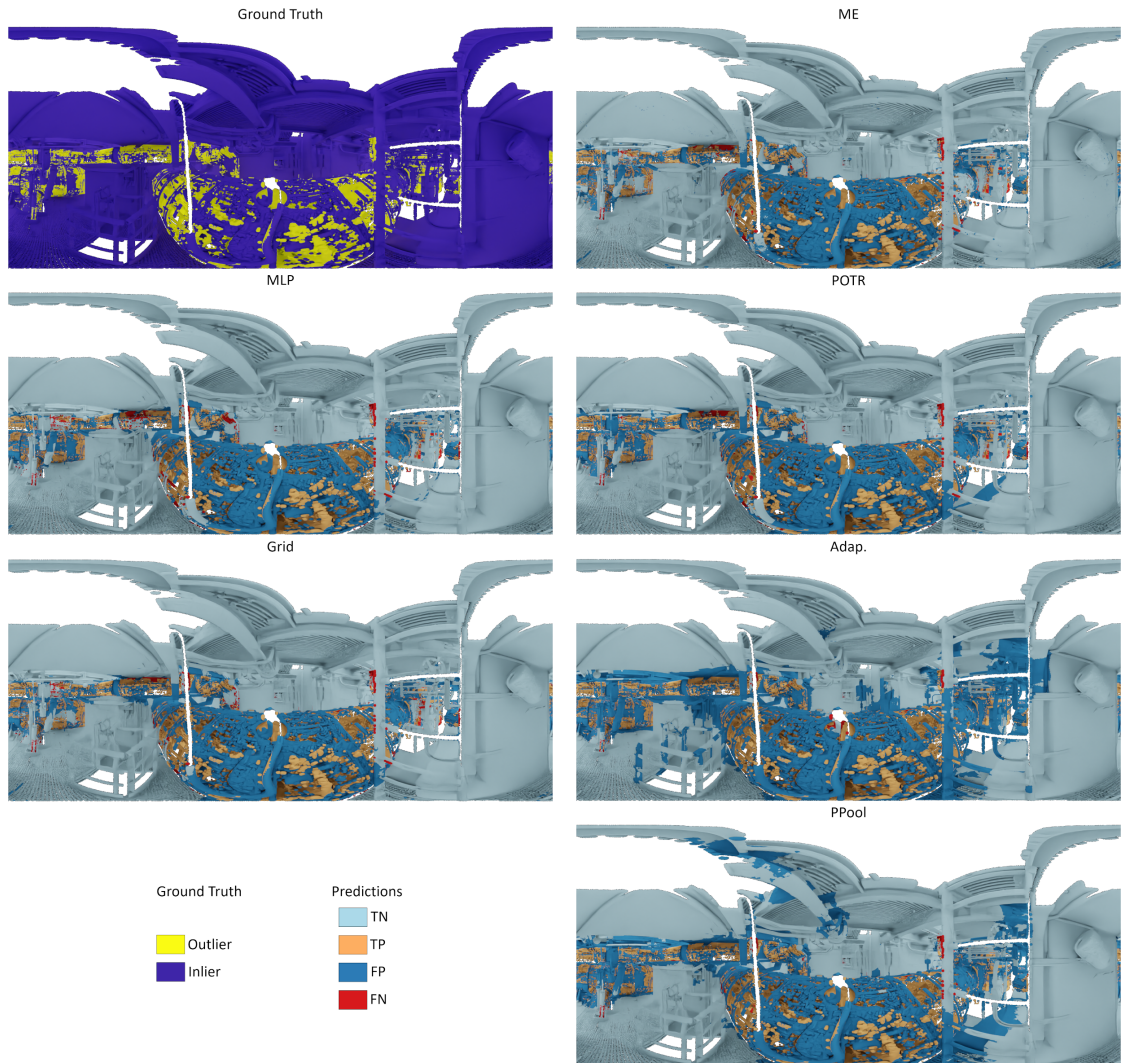 Ground Truth
ME
MLP
POTR
Grid
Adap.
PPool
Ground Truth
Outlier
Inlier
Predictions
TN
TP
FP
FN